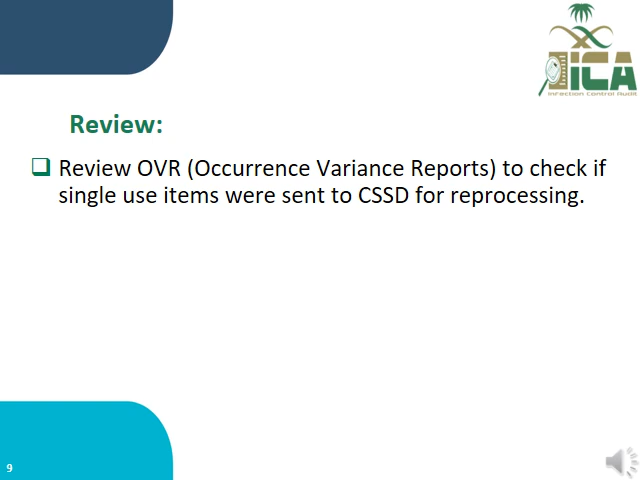 iCA
Infection Control Audit
Review:
Review OVR (Occurrence Variance Reports) to check if
single use items were sent to CSSD for reprocessing.
9